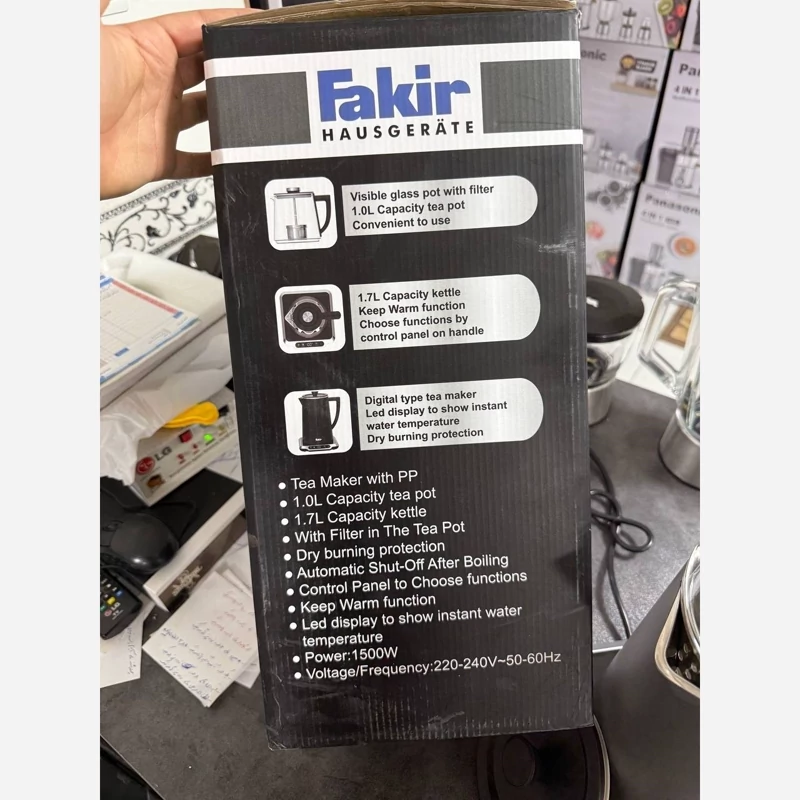 Fakir
HAUSGERÄTE
Visible glass pot with filter
1.0L Capacity tea pot
Convenient to use
1.7L Capacity kettle
Keep Warm function
Choose functions by
control panel on handle
Digital type tea maker
Led display to show instant
water temperature
Dry burning protection
• Tea Maker with PP
• 1.0L Capacity tea pot
• 1.7L Capacity kettle
• With Filter in The Tea Pot
• Dry burning protection
• Automatic Shut-Off After Boiling
• Control Panel to Choose functions
• Keep Warm function
• Led display to show instant water
temperature
• Power:1500W
• Voltage/Frequency:220-240V~50-60Hz
LG
LG
Panasonic